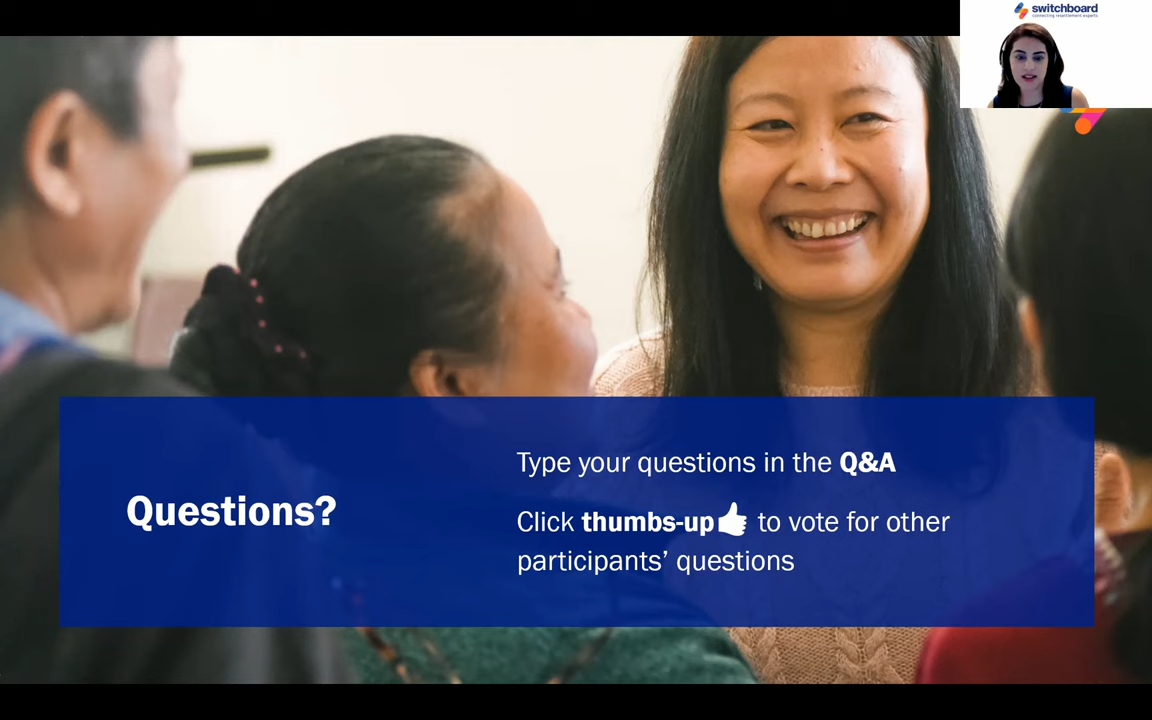 switchboard
connecting resettlement experts
Type your questions in the Q&A
Questions?
Click thumbs-up to vote for other
participants' questions